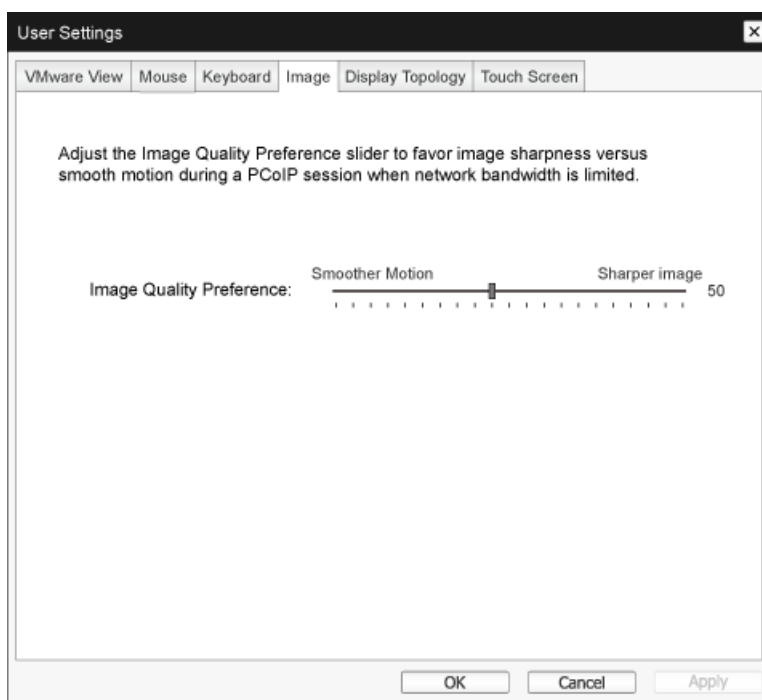 User Settings
VMware View Mouse Keyboard Image Display Topology Touch Screen
Adjust the Image Quality Preference slider to favor image sharpness versus
smooth motion during a PCoIP session when network bandwidth is limited.
Smoother Motion Sharper image
Image Quality Preference: 50
OK Cancel Apply